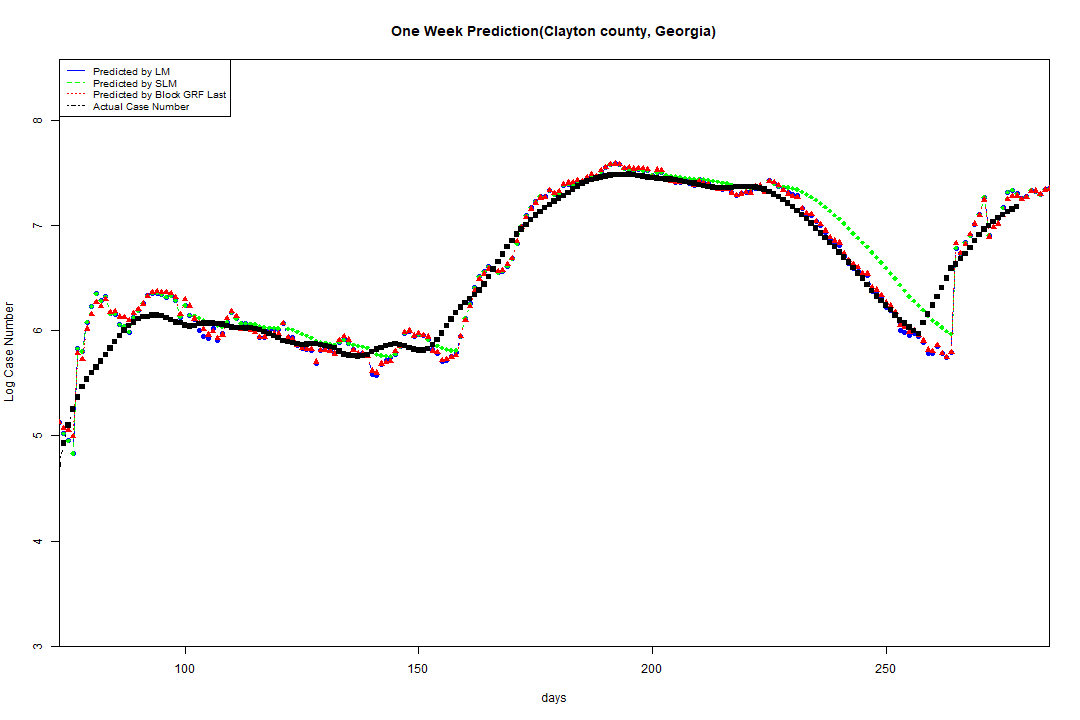 One Week Prediction(Clayton county, Georgia)
Predicted by LM
Predicted by SLM
Predicted by Block GRF Last
Actual Case Number
8
7
6
5
4
3
Log Case Number
100 150 200 250
days